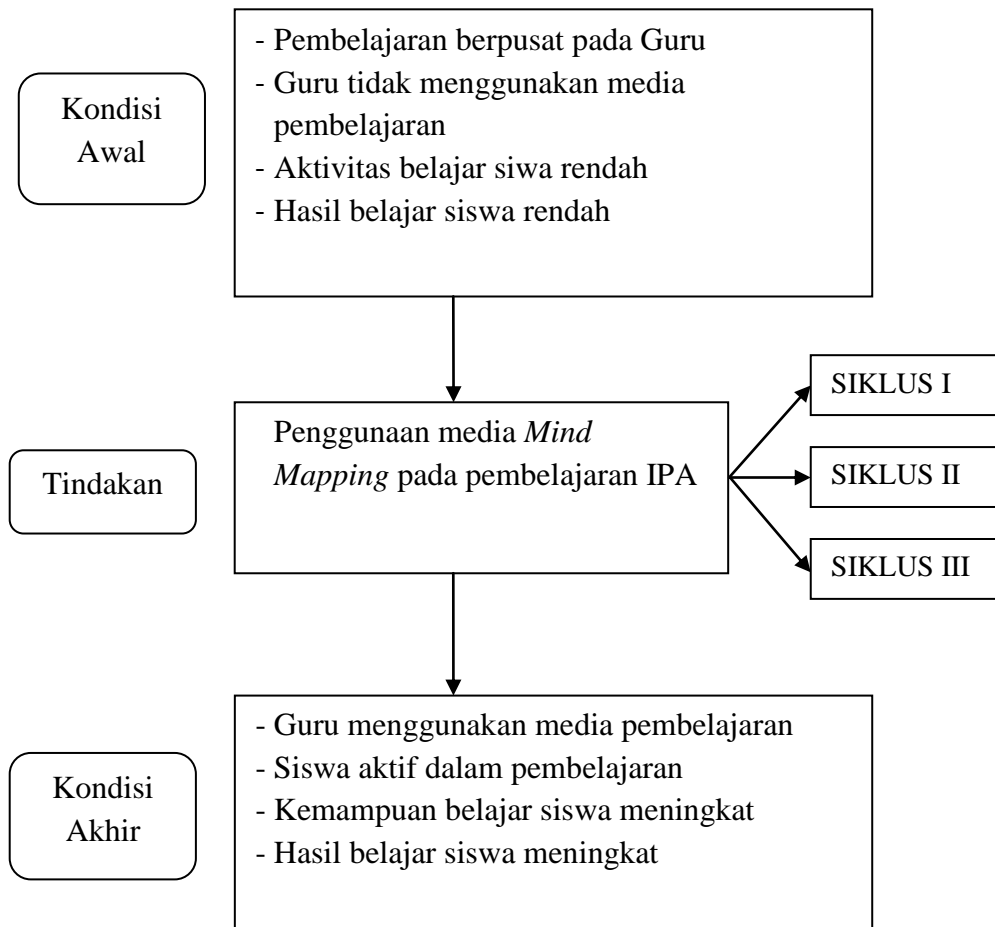 Kondisi
Awal
- Pembelajaran berpusat pada Guru
- Guru tidak menggunakan media
pembelajaran
- Aktivitas belajar siwa rendah
- Hasil belajar siswa rendah
Tindakan
Penggunaan media Mind
Mapping pada pembelajaran IPA
SIKLUS I
SIKLUS II
SIKLUS III
Kondisi
Akhir
- Guru menggunakan media pembelajaran
- Siswa aktif dalam pembelajaran
- Kemampuan belajar siswa meningkat
- Hasil belajar siswa meningkat